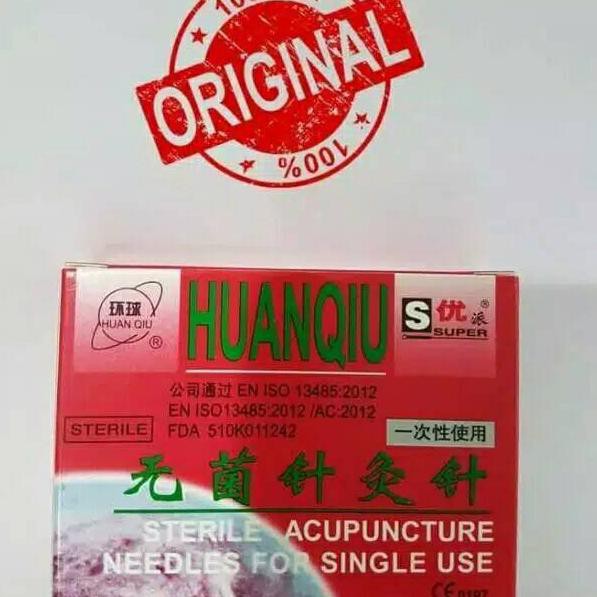 100%
ORIGINAL
100%
环球
HUAN QIU
®
HUANQIU
S 优派®
SUPER
公司通过 EN ISO 13485:2012
EN ISO13485:2012 /AC:2012
STERILE
FDA 510K011242
一次性使用
无菌针灸针
STERILE ACUPUNCTURE
NEEDLES FOR SINGLE USE
CE 0197